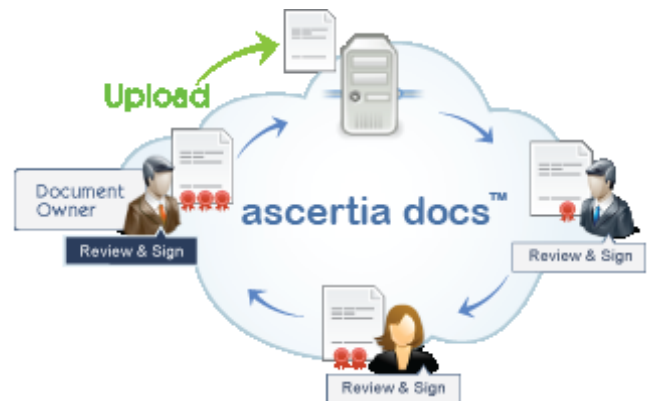 Upload
Document
Owner
Review & Sign
ascertia docs™
Review & Sign
Review & Sign